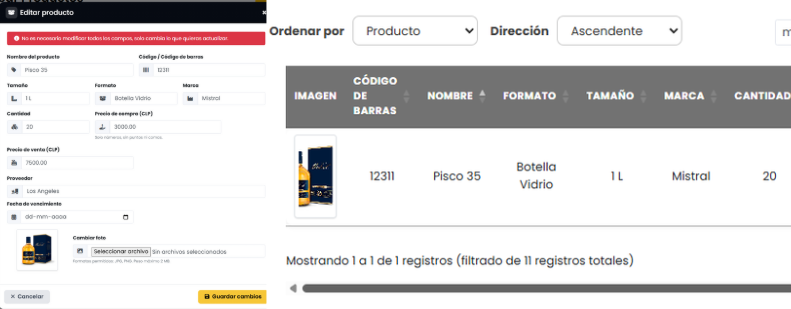 Editar producto
×
No es necesario modificar todos los campos, solo cambia lo que quieras actualizar.
Nombre del producto
Pisco 35
Código / Código de barras
12311
Tamaño
1 L
Formato
Botella Vidrio
Marca
Mistral
Cantidad
20
Precio de compra (CLP)
3000.00
Solo números, sin puntos ni comas.
Precio de venta (CLP)
7500.00
Proveedor
Los Angeles
Fecha de vencimiento
dd-mm-aaaa
Cambiar foto
Seleccionar archivo Sin archivos seleccionados
Formatos permitidos: JPG, PNG. Peso máximo: 2 MB
× Cancelar
Guardar cambios
Ordenar por Producto Dirección Ascendente m
IMAGEN CÓDIGO DE BARRAS NOMBRE FORMATO TAMAÑO MARCA CANTIDAD
12311 Pisco 35 Botella Vidrio 1 L Mistral 20
Mostrando 1 a 1 de 1 registros (filtrado de 11 registros totales)